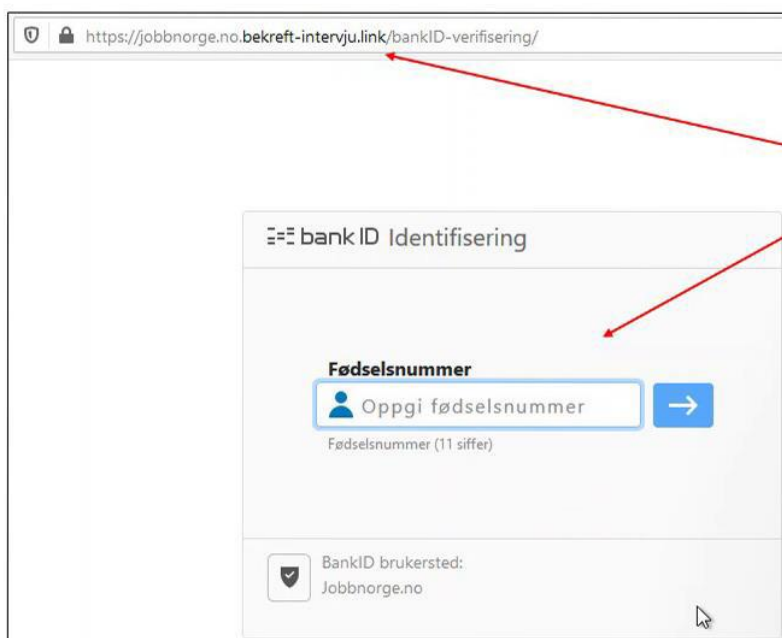 https://jobbnorge.no.bekreft-intervju.link/bankID-verifisering/
bank ID Identifisering
Fødselsnummer
Oppgi fødselsnummer
Fødselsnummer (11 siffer)
BankID brukersted:
Jobbnorge.no